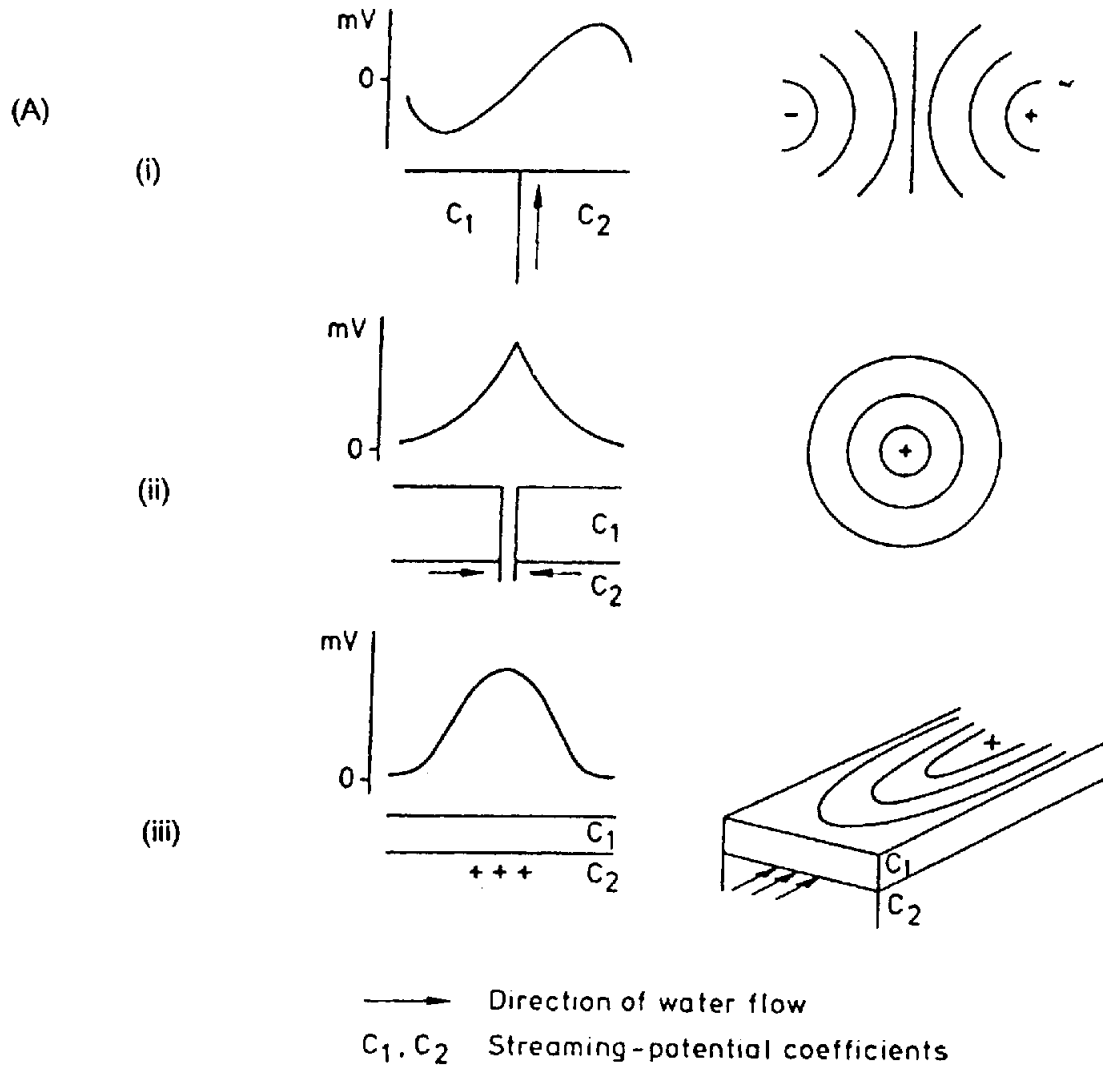 (A)
mV
0
- +
(i)
C1 C2
mV
0
+
(ii)
C1
C2
mV
0
+
(iii)
C1
+ + + C2
C1
C2
Direction of water flow
C1, C2 Streaming-potential coefficients